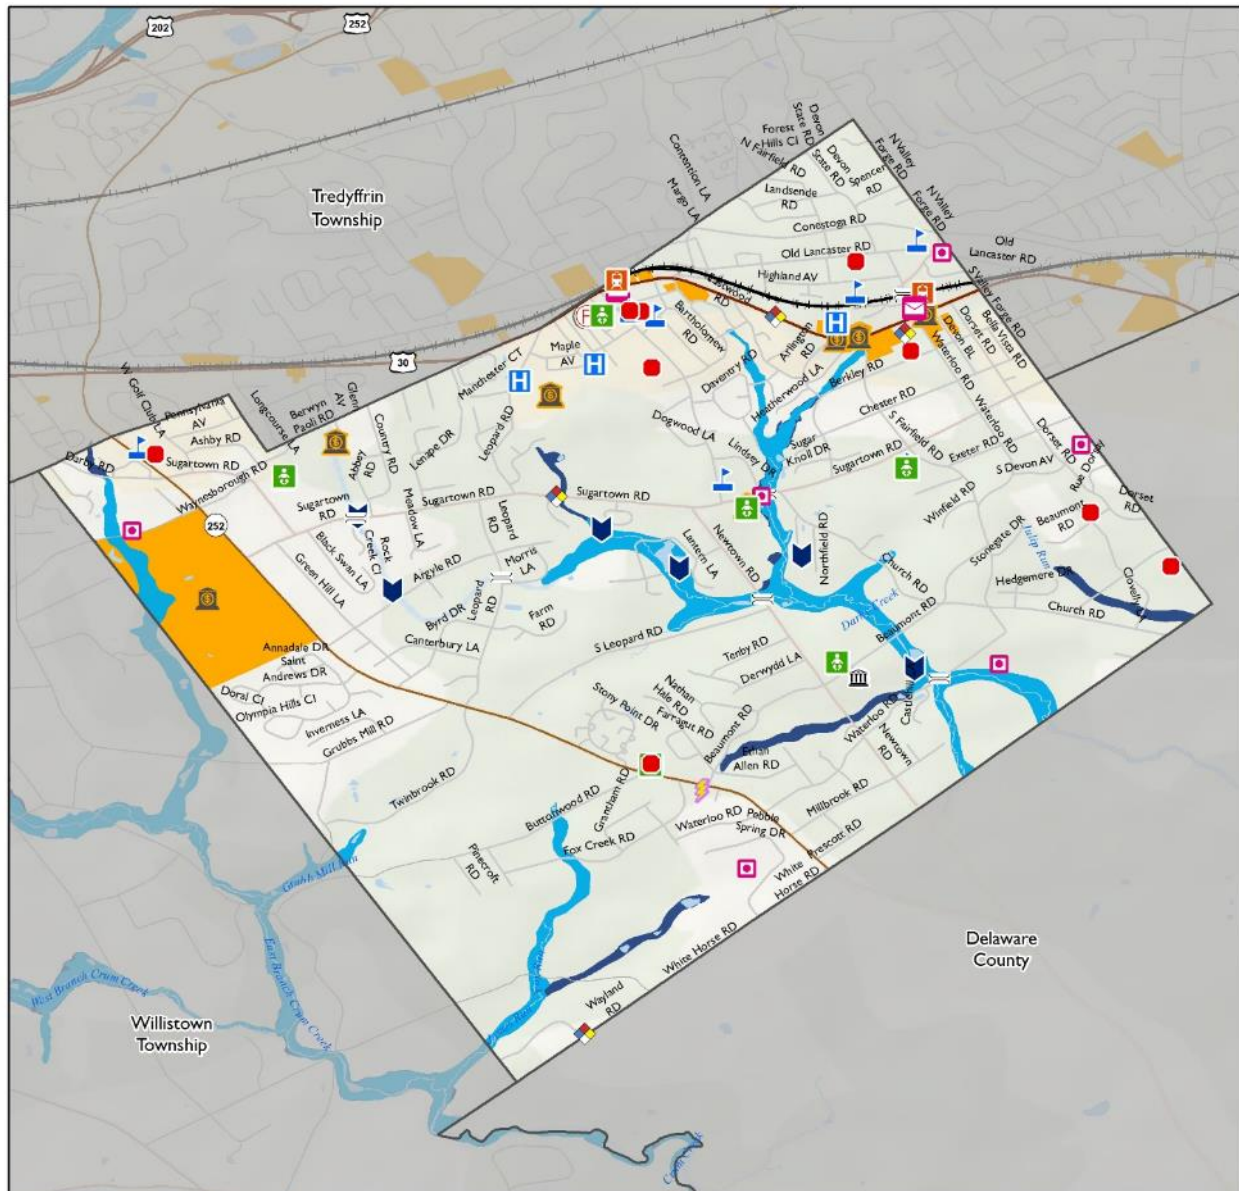 202
252
Tredyffrin
Township
Convention LA
Margo LA
Forest
Hills CI
N Fairfield RD
Devon
State RD
Devon
State RD
Spencer
RD
N Valley
Forge RD
N Valley
Forge RD
Landsende
RD
Conestoga RD
Old Lancaster RD
Old
Lancaster RD
Highland AV
S Valley Forge RD
Bella Vista RD
Dorset RD
Devon BL
Waterloo RD
Bartholomew
RD
Arlington
RD
Maple
AV
Manchester CT
30
Daventry RD
Heatherwood LA
Berkley RD
Chester RD
W Golf Club LA
Pennsylvania
AV
Ashby RD
Sugartown RD
Darby RD
Longcourse LA
Berwyn
Paoli RD
Glenn
AV
Country RD
Abbey
RD
Lenape DR
Leopard RD
Dogwood LA
Lindsey DR
Sugar
Knoll DR
Sugartown RD
S Fairfield RD
Exeter RD
Waterloo RD
S Devon AV
Dorset RD
Rue Dorsel
Dorset
RD
Beaumont
RD
Waynesborough RD
252
Sugartown
RD
Sugartown RD
Sugartown RD
Meadow LA
Leopard
RD
Rock
Creek CI
Black Swan LA
Green Hill LA
Argyle RD
Morris
LA
Leopard
RD
Byrd DR
Farm
RD
Canterbury LA
Lantern LA
Newtown RD
Northfield RD
Winfield RD
Stonegate DR
Julip Run
Hedgemere DR
Clovelly LA
Church RD
Church RD
Darby Creek
Beaumont RD
S Leopard RD
Tenby RD
Derwydd LA
Annadale DR
Saint
Andrews DR
Doral CI
Olympia Hills CI
Inverness LA
Grubbs Mill RD
Nathan
Hale RD
Farragut RD
Stony Point DR
Beaumont RD
Ethan
Allen RD
Waterloo RD
Castlehill
Newtown
RD
Twinbrook RD
Buttonwood RD
Grantham RD
Fox Creek RD
Pinecroft
RD
Waterloo RD
Pebble
Spring DR
Millbrook RD
Prescott RD
White
Horse RD
White Horse RD
Wayland
RD
Grubb Mill Run
East Branch Crum Creek
West Branch Crum Creek
Willistown
Township
Delaware
County
Crum Creek